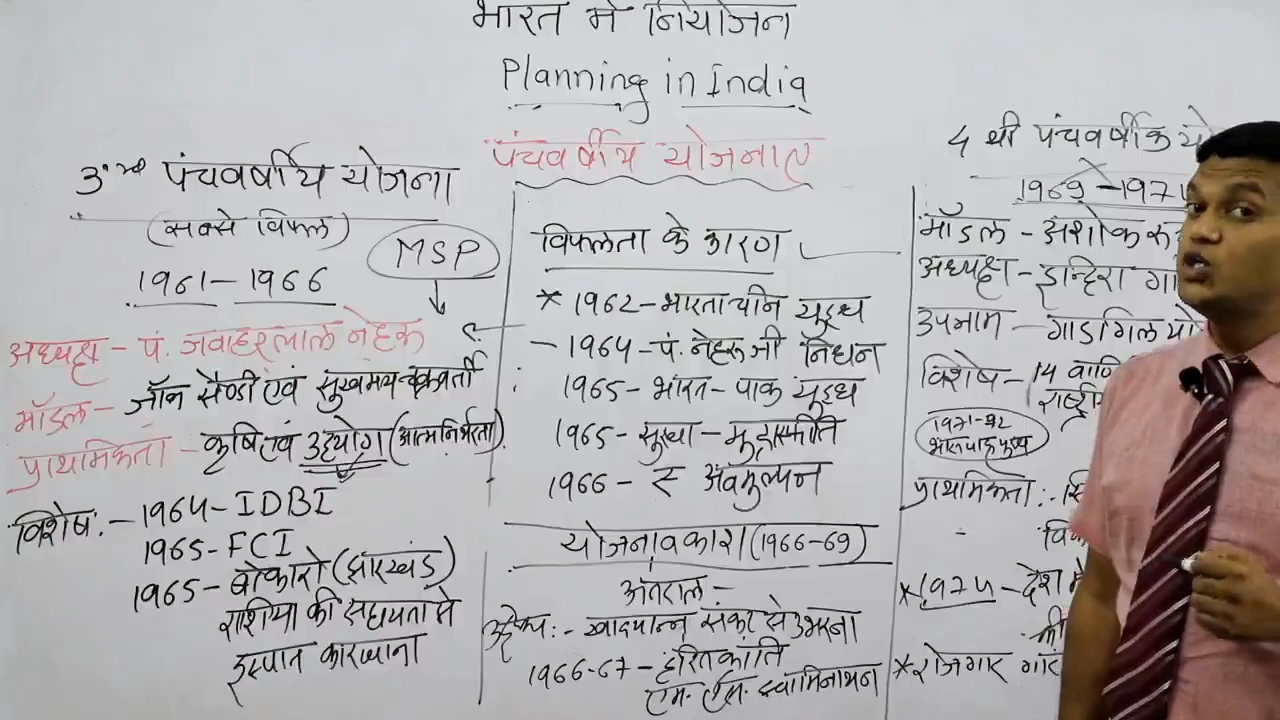 भारत में नियोजन
Planning in India
पंचवर्षीय योजनाए
3rd पंचवर्षीय योजना
(सबसे विफल)
1961-1966
MSP
अध्यक्ष - पं. जवाहरलाल नेहरू
मॉडल - जॉन सैण्डी एवं सुखमय चक्रवर्ती
प्राथमिकता - कृषि एवं उद्योग (आत्मनिर्भरता)
विशेष :- 1964-IDBI
1965-FCI
1965-बोकारो (झारखंड)
रशिया की सहायता से
इस्पात कारखाना
विफलता के कारण
* 1962-भारत चीन युद्ध
- 1964-पं. नेहरू जी निधन
1965-भारत-पाक युद्ध
1965-सूखा-मुद्रास्फीति
1966-रु अवमूल्यन
योजनावकाश (1966-69)
अंतराल -
उद्देश्य :- खाद्यान्न संकट से उभरना
1966-67-हरित क्रांति
एम. एस. स्वामिनाथन
4 थी पंचवर्षीक
1969-197
मॉडल - अशोक
अध्यक्ष - इन्दिरा
उपनाम - गाडगिल
विशेष - 14
1971-
भारत पाक युद्ध
प्राथमिकता :-
* 1974-देश
* रोजगार